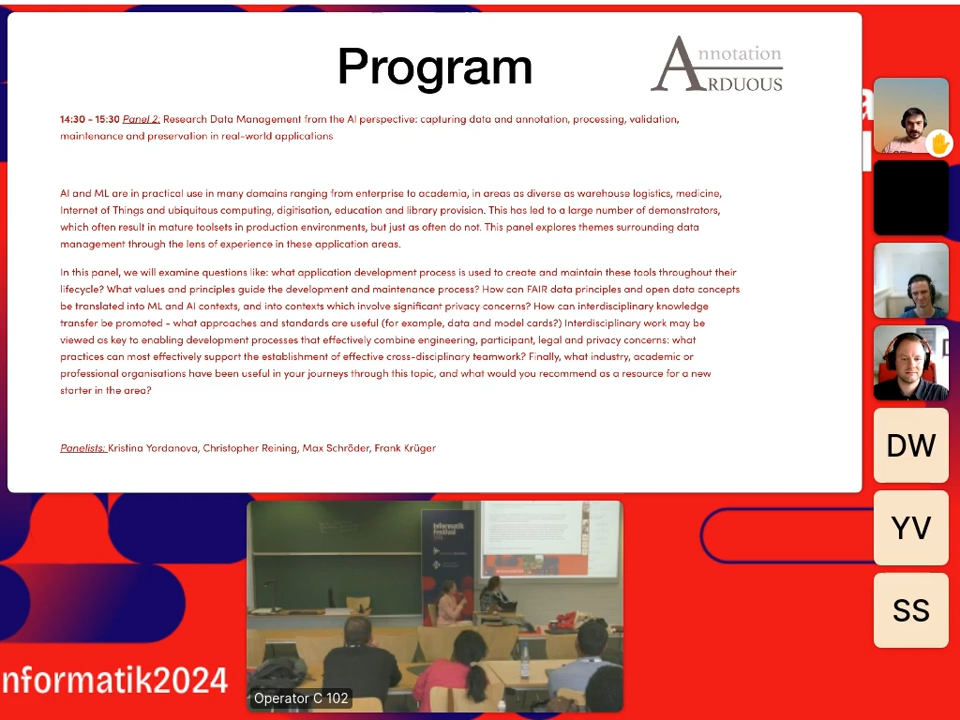 Program
Annotation
ARDUOUS
14:30 - 15:30 Panel 2: Research Data Management from the AI perspective: capturing data and annotation, processing, validation,
maintenance and preservation in real-world applications
AI and ML are in practical use in many domains ranging from enterprise to academia, in areas as diverse as warehouse logistics, medicine,
Internet of Things and ubiquitous computing, digitisation, education and library provision. This has led to a large number of demonstrators,
which often result in mature toolsets in production environments, but just as often do not. This panel explores themes surrounding data
management through the lens of experience in these application areas.
In this panel, we will examine questions like: what application development process is used to create and maintain these tools throughout their
lifecycle? What values and principles guide the development and maintenance process? How can FAIR data principles and open data concepts
be translated into ML and AI contexts, and into contexts which involve significant privacy concerns? How can interdisciplinary knowledge
transfer be promoted - what approaches and standards are useful (for example, data and model cards?) Interdisciplinary work may be
viewed as key to enabling development processes that effectively combine engineering, participant, legal and privacy concerns: what
practices can most effectively support the establishment of effective cross-disciplinary teamwork? Finally, what industry, academic or
professional organisations have been useful in your journeys through this topic, and what would you recommend as a resource for a new
starter in the area?
Panelists: Kristina Yordanova, Christopher Reining, Max Schröder, Frank Krüger
DW
YV
SS
Informatik
Festival
nformatik2024
Operator C 102